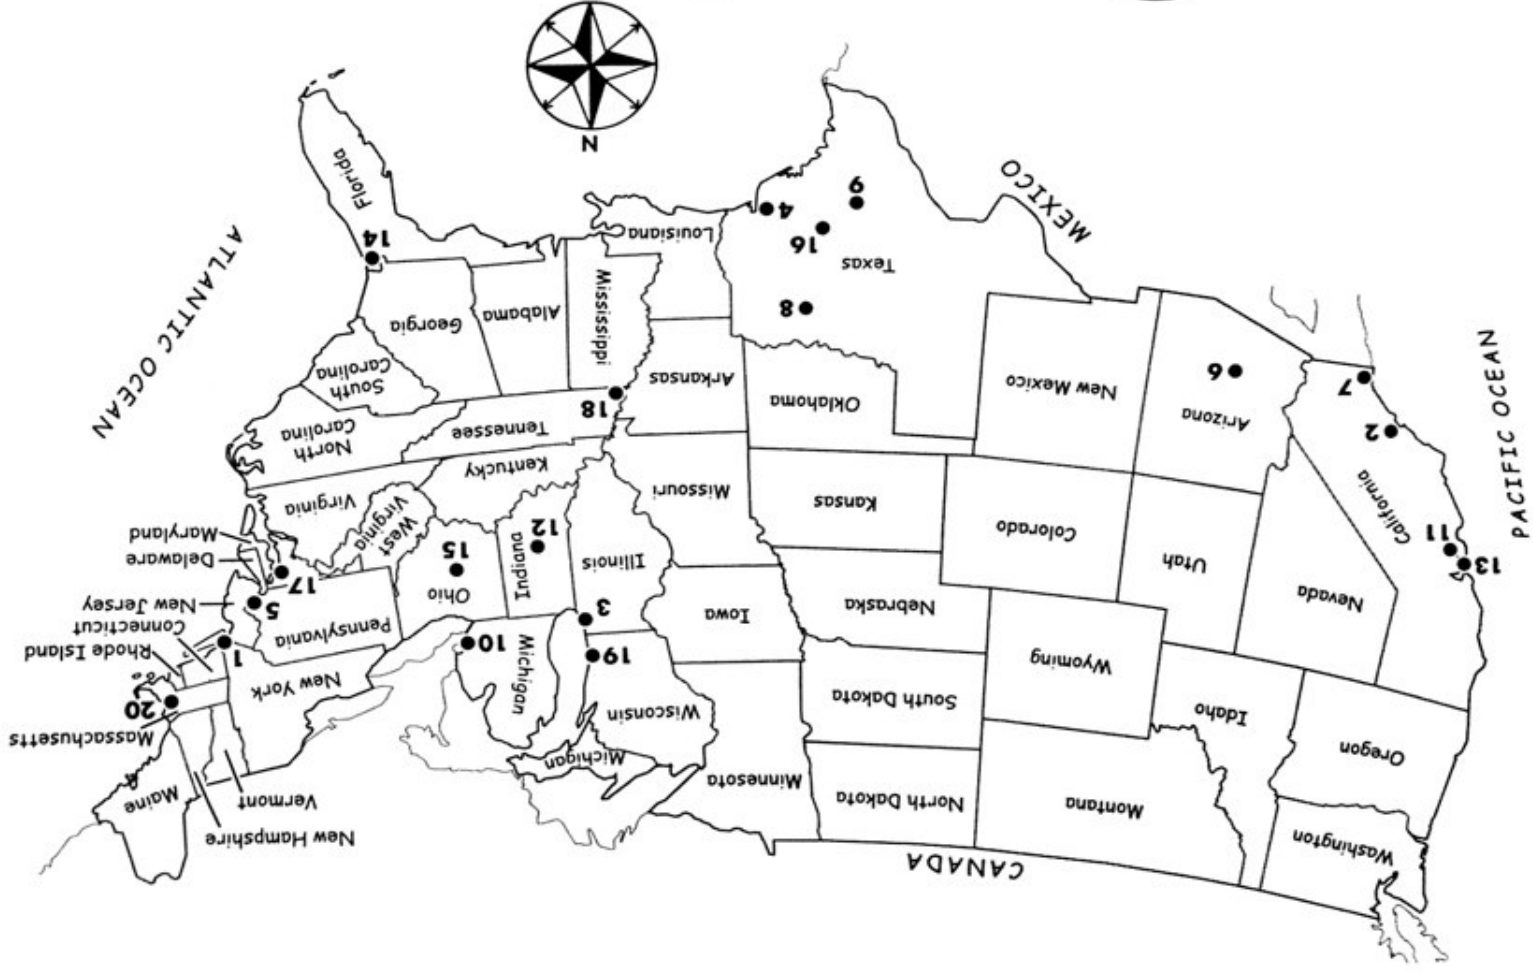 CANADA
Washington
Montana
North Dakota
Minnesota
Michigan
Maine
New Hampshire
Vermont
Massachusetts
Oregon
Idaho
South Dakota
Wisconsin
Michigan
New York
20
Rhode Island
Connecticut
New Jersey
Wyoming
19
10
1
Nevada
Utah
Colorado
Nebraska
Iowa
3
Illinois
Indiana
12
Ohio
15
Pennsylvania
5
17
Delaware
Maryland
13
11
California
Kansas
Missouri
Kentucky
West
Virginia
Virginia
2
7
Arizona
6
New Mexico
Oklahoma
Arkansas
18
Tennessee
North
Carolina
South
Carolina
PACIFIC OCEAN
8
Texas
16
9
4
Louisiana
Mississippi
Alabama
Georgia
14
Florida
ATLANTIC OCEAN
MEXICO
N